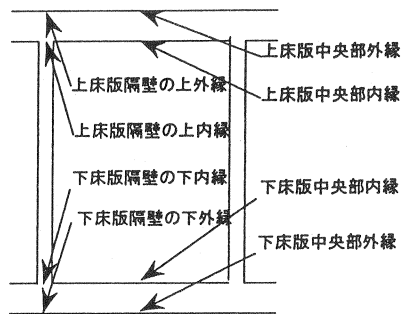 上床版中央部外縁
上床版隔壁の上外縁
上床版中央部内縁
上床版隔壁の上内縁
下床版隔壁の下内縁
下床版中央部内縁
下床版隔壁の下外縁
下床版中央部外縁